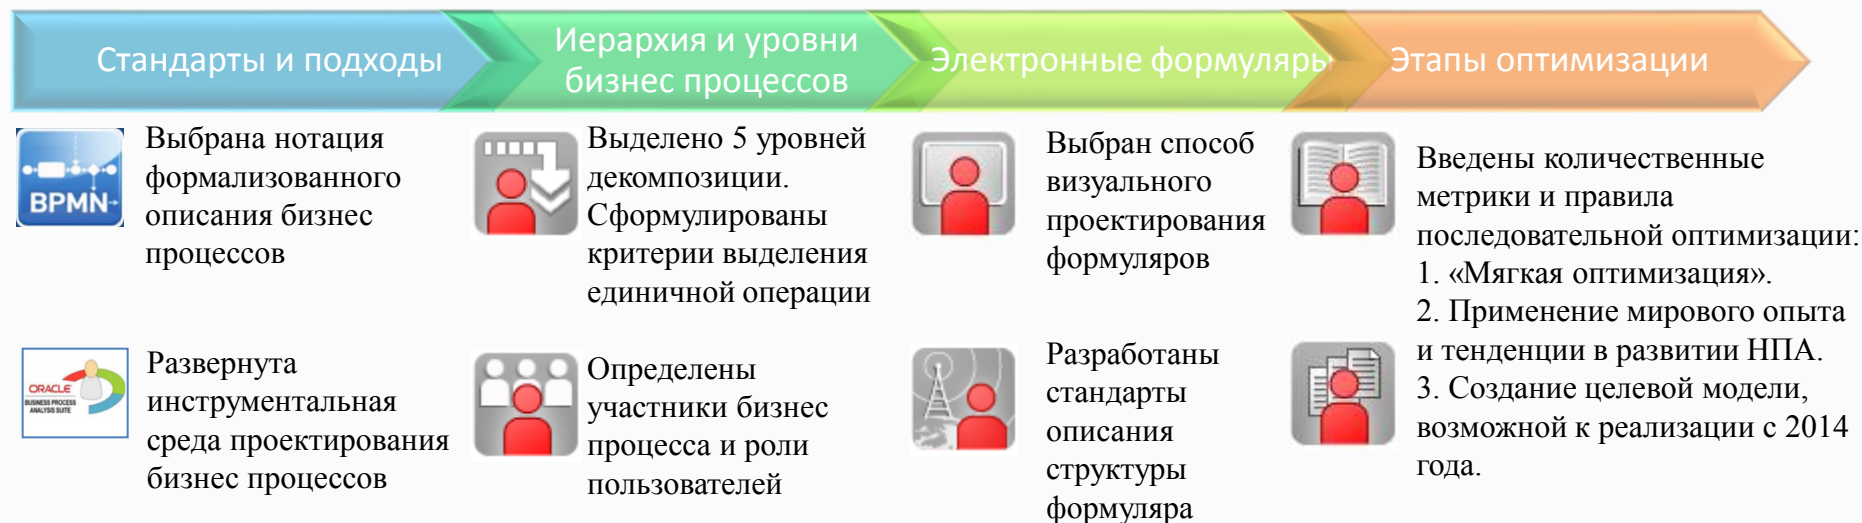 Стандарты и подходы
Иерархия и уровни
бизнес процессов
Электронные формуляры
Этапы оптимизации
BPMN
Выбрана нотация
формализованного
описания бизнес
процессов
ORACLE
BUSINESS PROCESS
ANALYSIS SUITE
Развернута
инструментальная
среда проектирования
бизнес процессов
Выделено 5 уровней
декомпозиции.
Сформулированы
критерии выделения
единичной операции
Определены
участники бизнес
процесса и роли
пользователей
Выбран способ
визуального
проектирования
формуляров
Разработаны
стандарты
описания
структуры
формуляра
Введены количественные
метрики и правила
последовательной оптимизации:
1. «Мягкая оптимизация».
2. Применение мирового опыта
и тенденции в развитии НПА.
3. Создание целевой модели,
возможной к реализации с 2014
года.